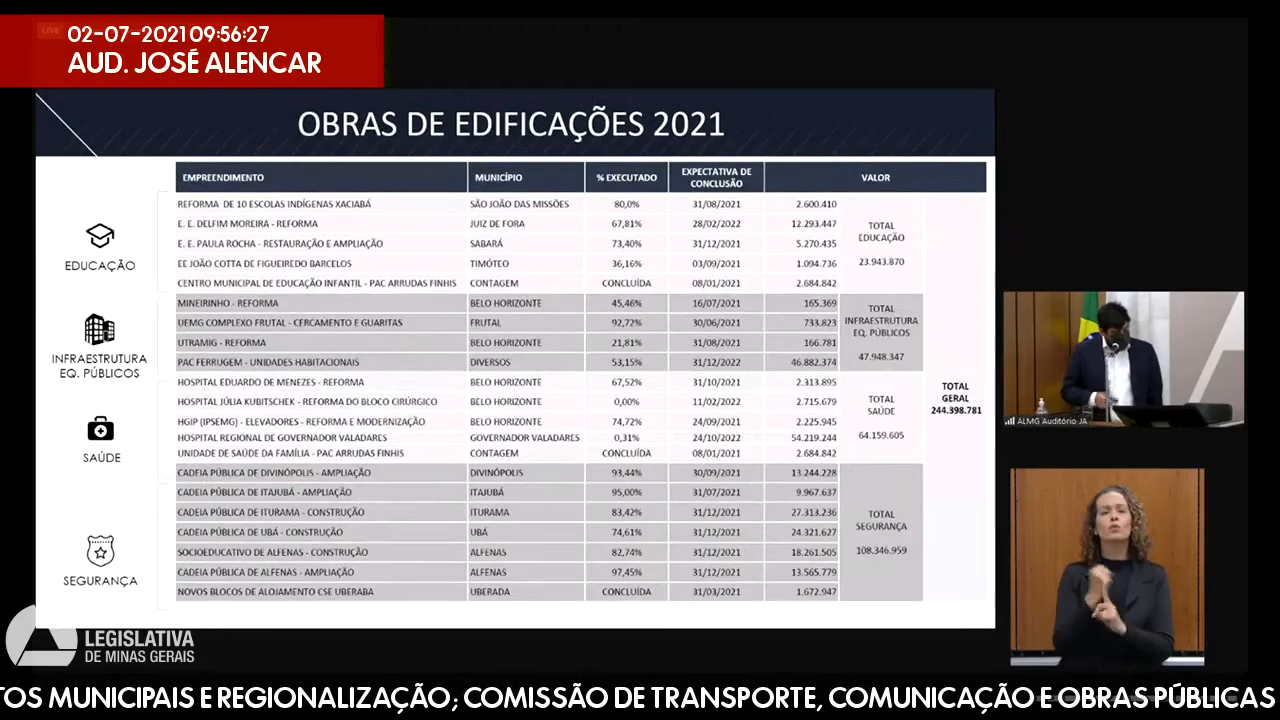 LIVE
02-07-2021 09:56:27
AUD. JOSÉ ALENCAR
OBRAS DE EDIFICAÇÕES 2021
EMPREENDIMENTO MUNICÍPIO % EXECUTADO EXPECTATIVA DE CONCLUSÃO VALOR
EDUCAÇÃO
REFORMA DE 10 ESCOLAS INDÍGENAS XACIABÁ SÃO JOÃO DAS MISSÕES 80,0% 31/08/2021 2.600.410
E. E. DELFIM MOREIRA - REFORMA JUIZ DE FORA 67,81% 28/02/2022 12.293.447
E. E. PAULA ROCHA - RESTAURAÇÃO E AMPLIAÇÃO SABARÁ 73,40% 31/12/2021 5.270.435
EE JOÃO COTTA DE FIGUEIREDO BARCELOS TIMÓTEO 36,16% 03/09/2021 1.094.736
CENTRO MUNICIPAL DE EDUCAÇÃO INFANTIL - PAC ARRUDAS FINHIS CONTAGEM CONCLUÍDA 08/01/2021 2.684.842
TOTAL
EDUCAÇÃO
23.943.870
INFRAESTRUTURA
EQ. PÚBLICOS
MINEIRINHO - REFORMA BELO HORIZONTE 45,46% 16/07/2021 165.369
UEMG COMPLEXO FRUTAL - CERCAMENTO E GUARITAS FRUTAL 92,72% 30/06/2021 733.823
UTRAMIG - REFORMA BELO HORIZONTE 21,81% 31/08/2021 166.781
PAC FERRUGEM - UNIDADES HABITACIONAIS DIVERSOS 53,15% 31/12/2022 46.882.374
TOTAL
INFRAESTRUTURA
EQ. PÚBLICOS
47.948.347
SAÚDE
HOSPITAL EDUARDO DE MENEZES - REFORMA BELO HORIZONTE 67,52% 31/10/2021 2.313.895
HOSPITAL JÚLIA KUBITSCHEK - REFORMA DO BLOCO CIRÚRGICO BELO HORIZONTE 0,00% 11/02/2022 2.715.679
HGIP (IPSEMG) - ELEVADORES - REFORMA E MODERNIZAÇÃO BELO HORIZONTE 74,72% 24/09/2021 2.225.945
HOSPITAL REGIONAL DE GOVERNADOR VALADARES GOVERNADOR VALADARES 0,31% 24/10/2022 54.219.244
UNIDADE DE SAÚDE DA FAMÍLIA - PAC ARRUDAS FINHIS CONTAGEM CONCLUÍDA 08/01/2021 2.684.842
TOTAL
SAÚDE
64.159.605
SEGURANÇA
CADEIA PÚBLICA DE DIVINÓPOLIS - AMPLIAÇÃO DIVINÓPOLIS 93,44% 30/09/2021 13.244.228
CADEIA PÚBLICA DE ITAJUBÁ - AMPLIAÇÃO ITAJUBÁ 95,00% 31/07/2021 9.967.637
CADEIA PÚBLICA DE ITURAMA - CONSTRUÇÃO ITURAMA 83,42% 31/12/2021 27.313.236
CADEIA PÚBLICA DE UBÁ - CONSTRUÇÃO UBÁ 74,61% 31/12/2021 24.321.627
SOCIOEDUCATIVO DE ALFENAS - CONSTRUÇÃO ALFENAS 82,74% 31/12/2021 18.261.505
CADEIA PÚBLICA DE ALFENAS - AMPLIAÇÃO ALFENAS 97,45% 31/12/2021 13.565.779
NOVOS BLOCOS DE ALOJAMENTO CSE UBERABA UBERADA CONCLUÍDA 31/03/2021 1.672.947
TOTAL
SEGURANÇA
108.346.959
TOTAL
GERAL
244.398.781
ALMG Auditório JA
LEGISLATIVA
DE MINAS GERAIS
TOS MUNICIPAIS E REGIONALIZAÇÃO; COMISSÃO DE TRANSPORTE, COMUNICAÇÃO E OBRAS PÚBLICAS